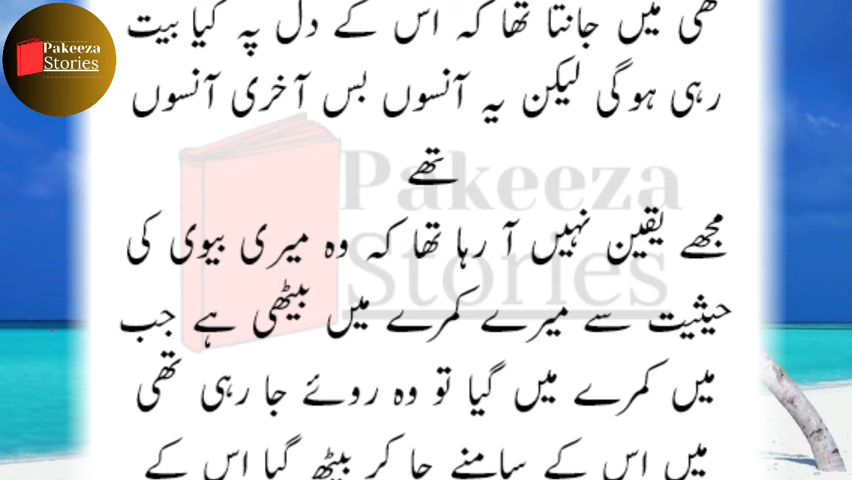 Pakeeza
Stories
تھی میں جانتا تھا کہ اس کے دل پہ کیا بیت
رہی ہوگی لیکن یہ آنسوں بس آخری آنسوں
تھے
مجھے یقین نہیں آ رہا تھا کہ وہ میری بیوی کی
حیثیت سے میرے کمرے میں بیٹھی ہے جب
میں کمرے میں گیا تو وہ روئے جا رہی تھی
میں اس کے سامنے جا کر بیٹھ گیا اس کے
Pakeeza
Stories